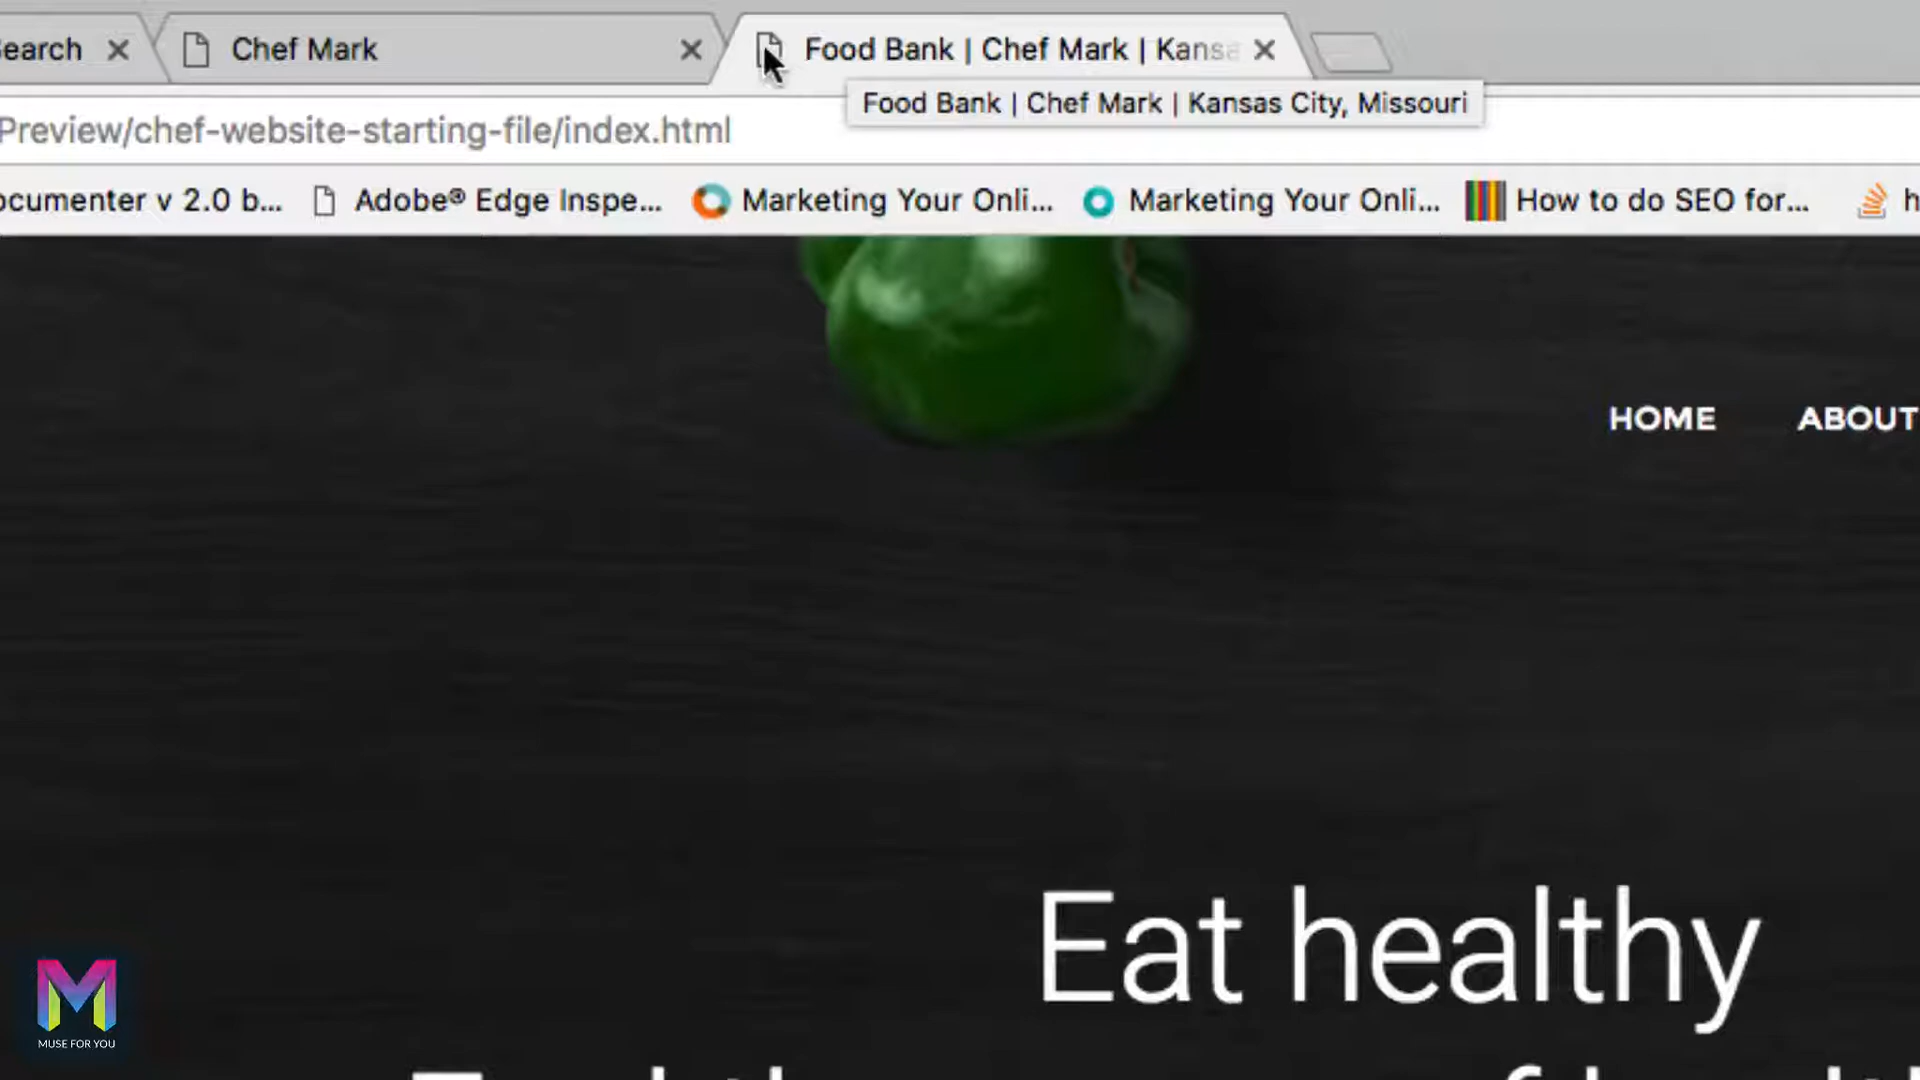 earch
Chef Mark
Food Bank | Chef Mark | Kansa
Food Bank | Chef Mark | Kansas City, Missouri
Preview/chef-website-starting-file/index.html
ocumenter v 2.0 b...
Adobe® Edge Inspe...
Marketing Your Onli...
Marketing Your Onli...
How to do SEO for...
h
HOME
ABOUT
Eat healthy
MUSE FOR YOU